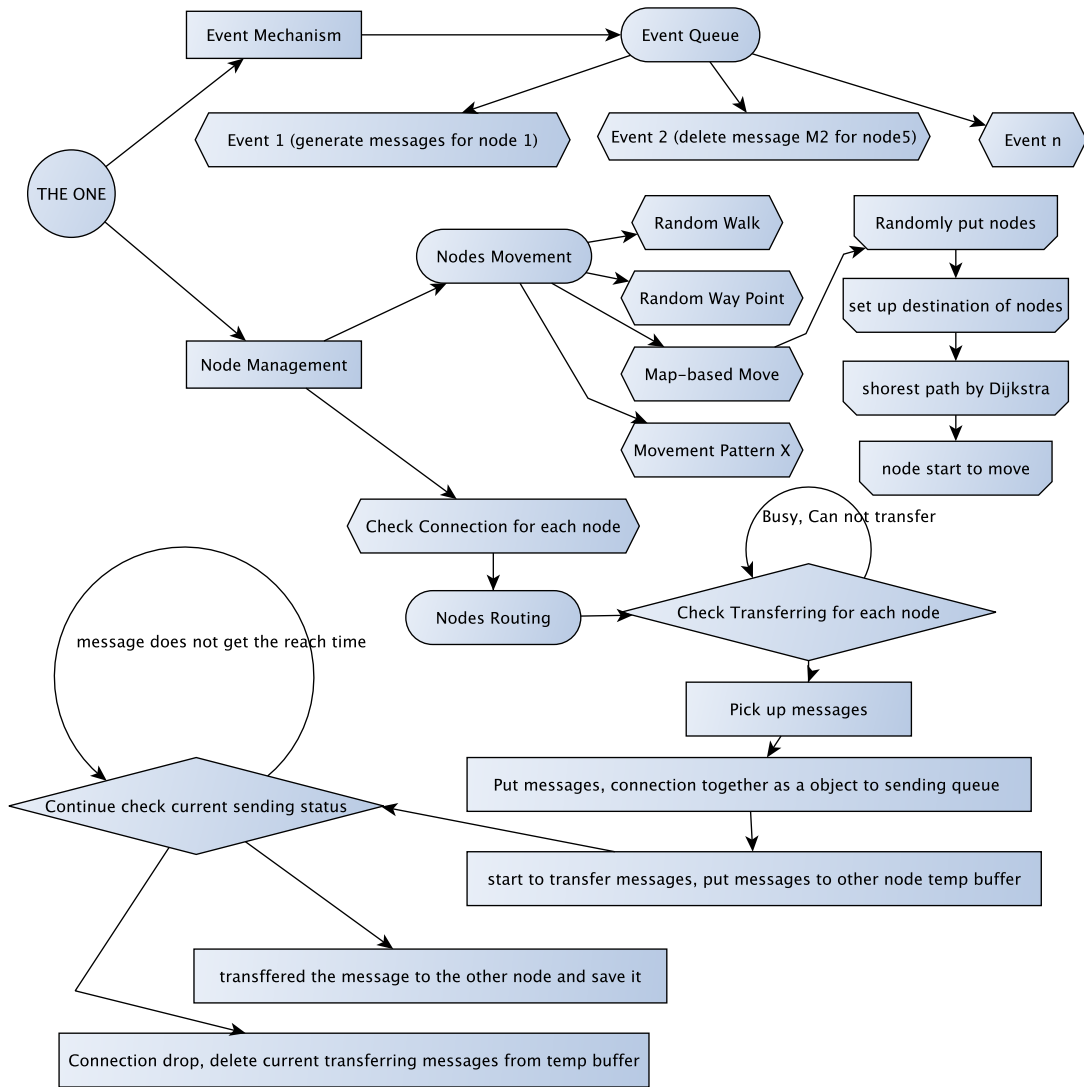 Event Mechanism
Event Queue
Event 1 (generate messages for node 1)
Event 2 (delete message M2 for node5)
Event n
THE ONE
Nodes Movement
Random Walk
Randomly put nodes
Random Way Point
set up destination of nodes
Node Management
Map-based Move
shorest path by Dijkstra
Movement Pattern X
node start to move
Check Connection for each node
Busy, Can not transfer
Nodes Routing
Check Transferring for each node
message does not get the reach time
Pick up messages
Put messages, connection together as a object to sending queue
Continue check current sending status
start to transfer messages, put messages to other node temp buffer
transffered the message to the other node and save it
Connection drop, delete current transferring messages from temp buffer